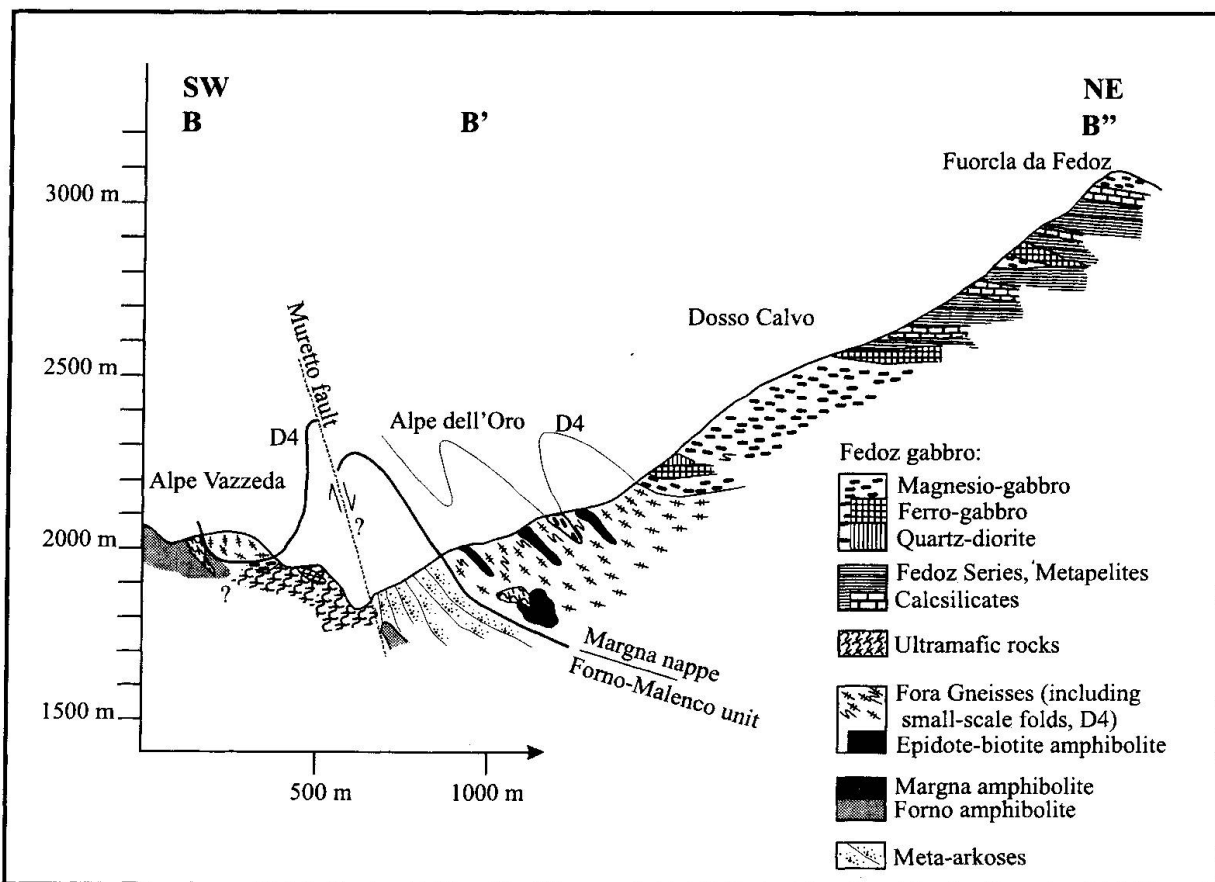 SW
B
B'
NE
B”
Fuorcla da Fedoz
3000 m
2500 m
2000 m
1500 m
Muretto fault
D4
Alpe Vazzeda
?
?
Alpe dell'Oro
D4
Dosso Calvo
Margna nappe
Forno-Malenco unit
500 m
1000 m
Fedoz gabbro:
Magnesio-gabbro
Ferro-gabbro
Quartz-diorite
Fedoz Series, Metapelites
Calcsilicates
Ultramafic rocks
Fora Gneisses (including
small-scale folds, D4)
Epidote-biotite amphibolite
Margna amphibolite
Forno amphibolite
Meta-arkoses